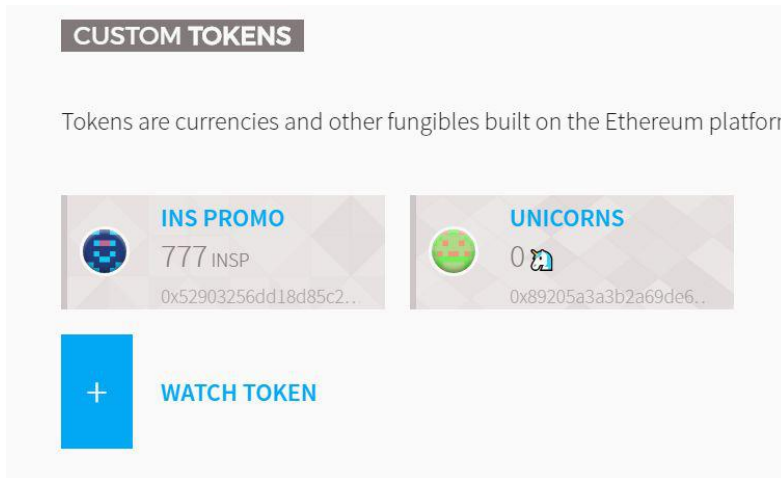 CUSTOM TOKENS
Tokens are currencies and other fungibles built on the Ethereum platfor
INS PROMO
777 INSP
0x52903256dd18d85c2..
UNICORNS
0🦄
0x89205a3a3b2a69de6..
+
WATCH TOKEN